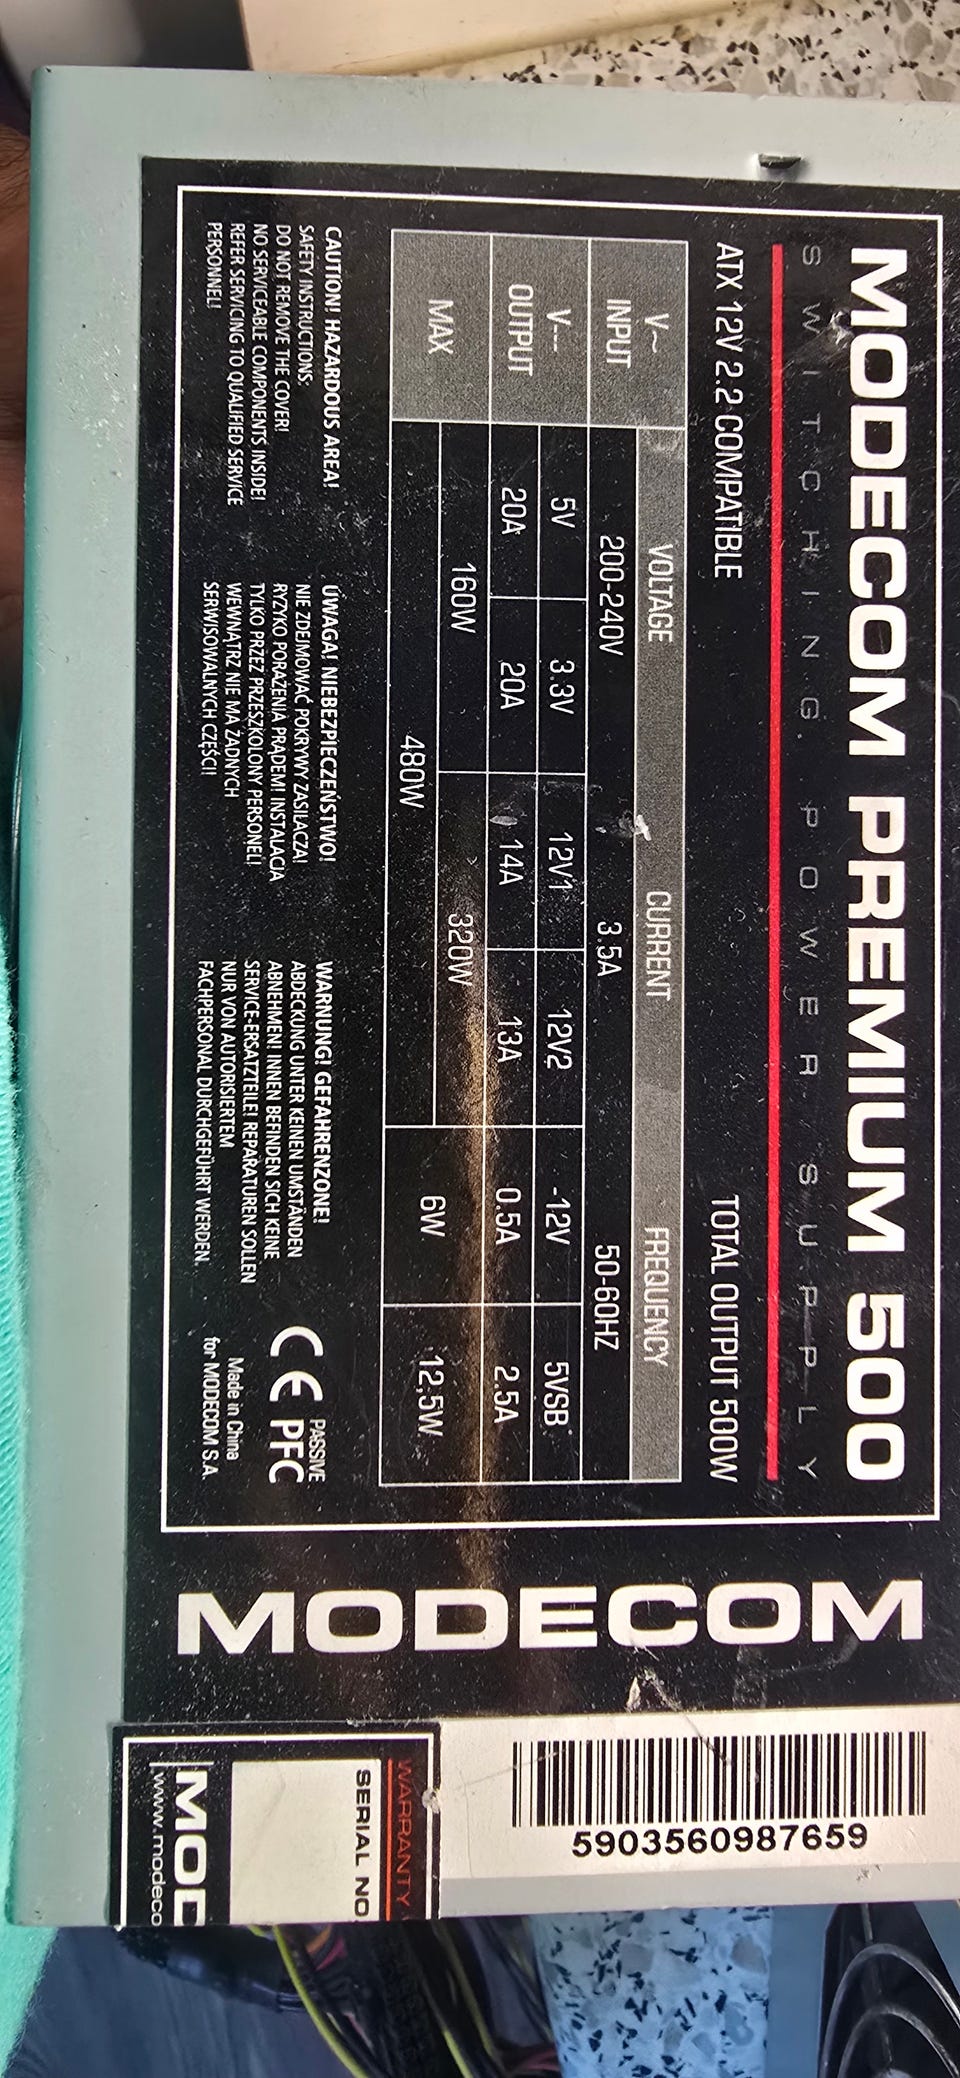 MODECOM PREMIUM 500
SWITCHING POWER SUPPLY
ATX 12V 2.2 COMPATIBLE TOTAL OUTPUT 500W
V~ INPUT VOLTAGE CURRENT FREQUENCY
200-240V 3.5A 50-60HZ
V-- OUTPUT 5V 3.3V 12V1 12V2 -12V 5VSB
20A 20A 14A 13A 0.5A 2.5A
MAX 160W 320W 6W 12,5W
480W
CAUTION! HAZARDOUS AREA!
SAFETY INSTRUCTIONS:
DO NOT REMOVE THE COVER!
NO SERVICEABLE COMPONENTS INSIDE!
REFER SERVICING TO QUALIFIED SERVICE
PERSONNEL!
UWAGA! NIEBEZPIECZEŃSTWO!
NIE ZDEJMOWAĆ POKRYWY ZASILACZA!
RYZYKO PORAŻENIA PRĄDEM! INSTALACJA
TYLKO PRZEZ PRZESZKOLONY PERSONEL!
WEWNĄTRZ NIE MA ŻADNYCH
SERWISOWALNYCH CZĘŚCI!
WARNUNG! GEFAHRENZONE!
ABDECKUNG UNTER KEINEN UMSTÄNDEN
ABNEHMEN! INNEN BEFINDEN SICH KEINE
SERVICE-ERSATZTEILE! REPARATUREN SOLLEN
NUR VON AUTORISIERTEM
FACHPERSONAL DURCHGEFÜHRT WERDEN.
CE PASSIVE PFC
Made in China
for MODECOM S.A.
MODECOM
5903560987659
WARRANTY
SERIAL NO
MOD
www.modeco